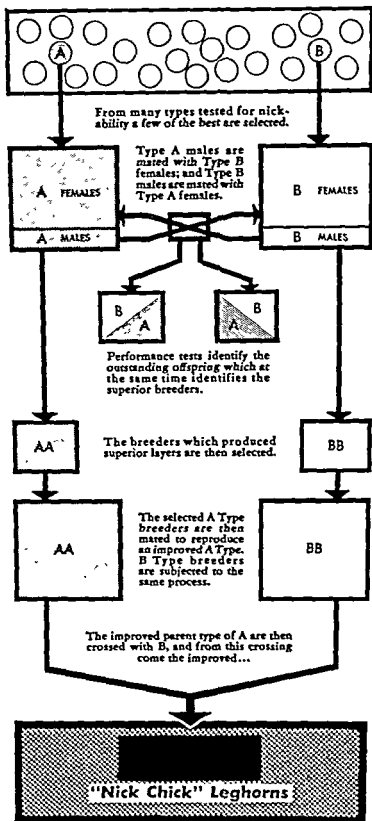 A
B
From many types tested for nick-
ability a few of the best are selected.
Type A males are
mated with Type B
females; and Type B
males are mated with
Type A females.
A FEMALES
A MALES
B FEMALES
B MALES
B
A
B
A
Performance tests identify the
outstanding offspring which at
the same time identifies the
superior breeders.
AA
The breeders which produced
superior layers are then selected.
BB
AA
The selected A Type
breeders are then
mated to reproduce
an improved A Type.
B Type breeders
are subjected to the
same process.
BB
The improved parent type of A are then
crossed with B, and from this crossing
come the improved...
"Nick Chick" Leghorns